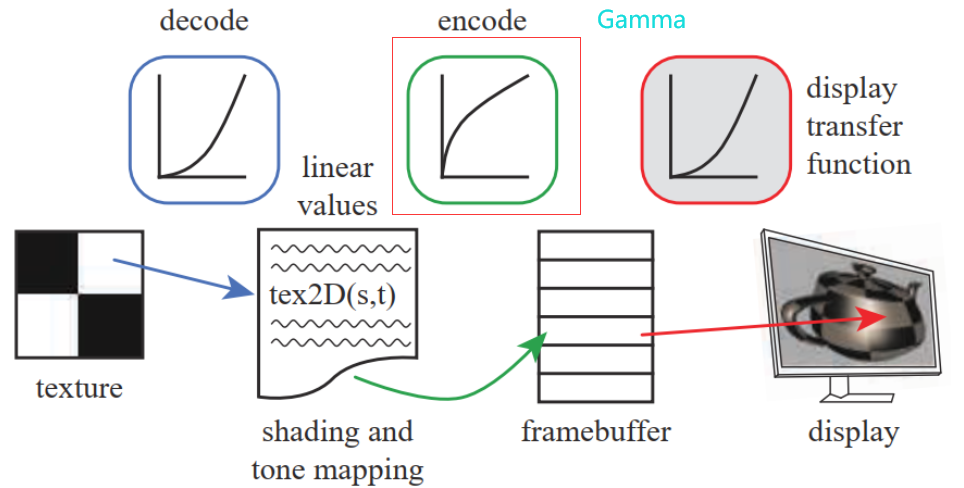 decode
encode
Gamma
display
transfer
function
linear
values
tex2D(s,t)
texture
shading and
tone mapping
framebuffer
display